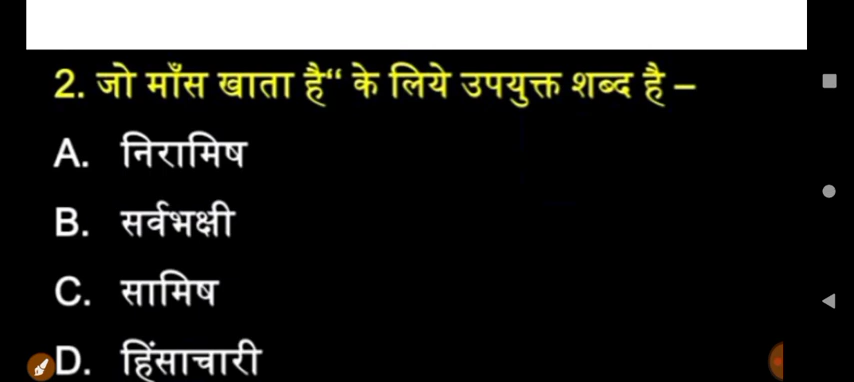 2. जो माँस खाता है“ के लिये उपयुक्त शब्द है –
A. निरामिष
B. सर्वभक्षी
C. सामिष
D. हिंसाचारी